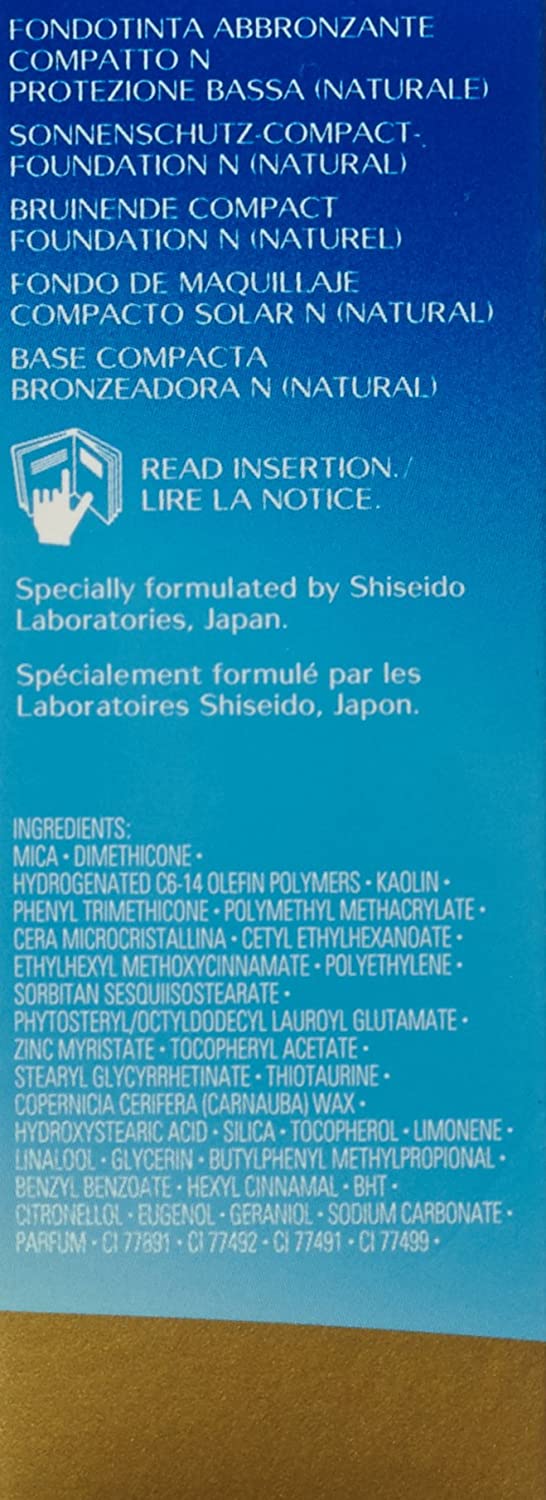 FONDOTINTA ABBRONZANTE
COMPATTO N
PROTEZIONE BASSA (NATURALE)
SONNENSCHUTZ-COMPACT-
FOUNDATION N (NATURAL)
BRUINENDE COMPACT
FOUNDATION N (NATUREL)
FONDO DE MAQUILLAJE
COMPACTO SOLAR N (NATURAL)
BASE COMPACTA
BRONZEADORA N (NATURAL)
READ INSERTION./
LIRE LA NOTICE.
Specially formulated by Shiseido
Laboratories, Japan.
Spécialement formulé par les
Laboratoires Shiseido, Japon.
INGREDIENTS:
MICA • DIMETHICONE •
HYDROGENATED C6-14 OLEFIN POLYMERS • KAOLIN •
PHENYL TRIMETHICONE • POLYMETHYL METHACRYLATE •
CERA MICROCRISTALLINA • CETYL ETHYLHEXANOATE •
ETHYLHEXYL METHOXYCINNAMATE • POLYETHYLENE •
SORBITAN SESQUIISOSTEARATE •
PHYTOSTERYL/OCTYLDODECYL LAUROYL GLUTAMATE •
ZINC MYRISTATE • TOCOPHERYL ACETATE •
STEARYL GLYCYRRHETINATE • THIOTAURINE •
COPERNICIA CERIFERA (CARNAUBA) WAX •
HYDROXYSTEARIC ACID • SILICA • TOCOPHEROL • LIMONENE •
LINALOOL • GLYCERIN • BUTYLPHENYL METHYLPROPIONAL •
BENZYL BENZOATE • HEXYL CINNAMAL • BHT •
CITRONELLOL • EUGENOL • GERANIOL • SODIUM CARBONATE •
PARFUM • CI 77891 • CI 77492 • CI 77491 • CI 77499 •